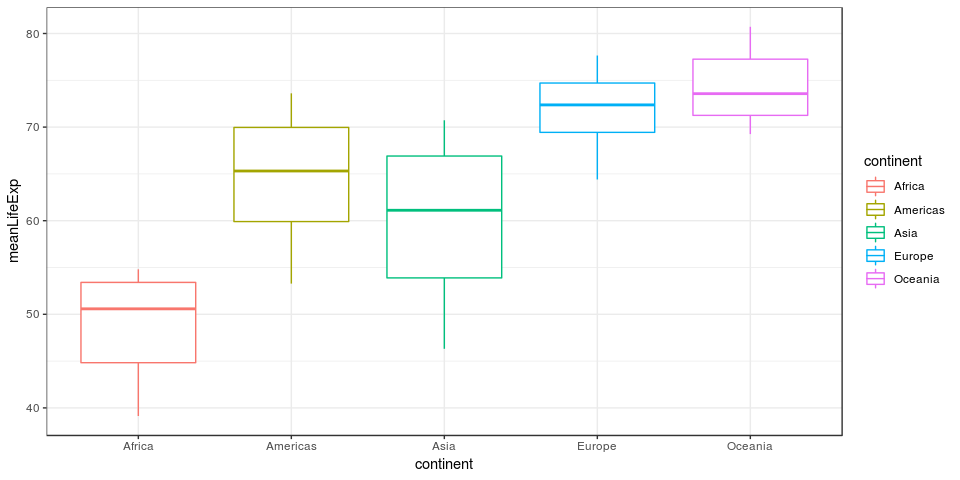 80
70
60
50
40
meanLifeExp
Africa Americas Asia Europe Oceania
continent
continent
Africa
Americas
Asia
Europe
Oceania